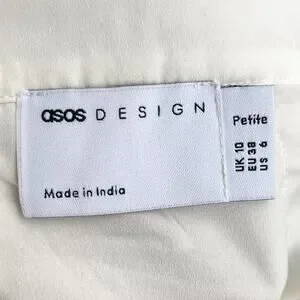 asos DESIGN
Made in India
Petite
UK 10
EU 38
US 6